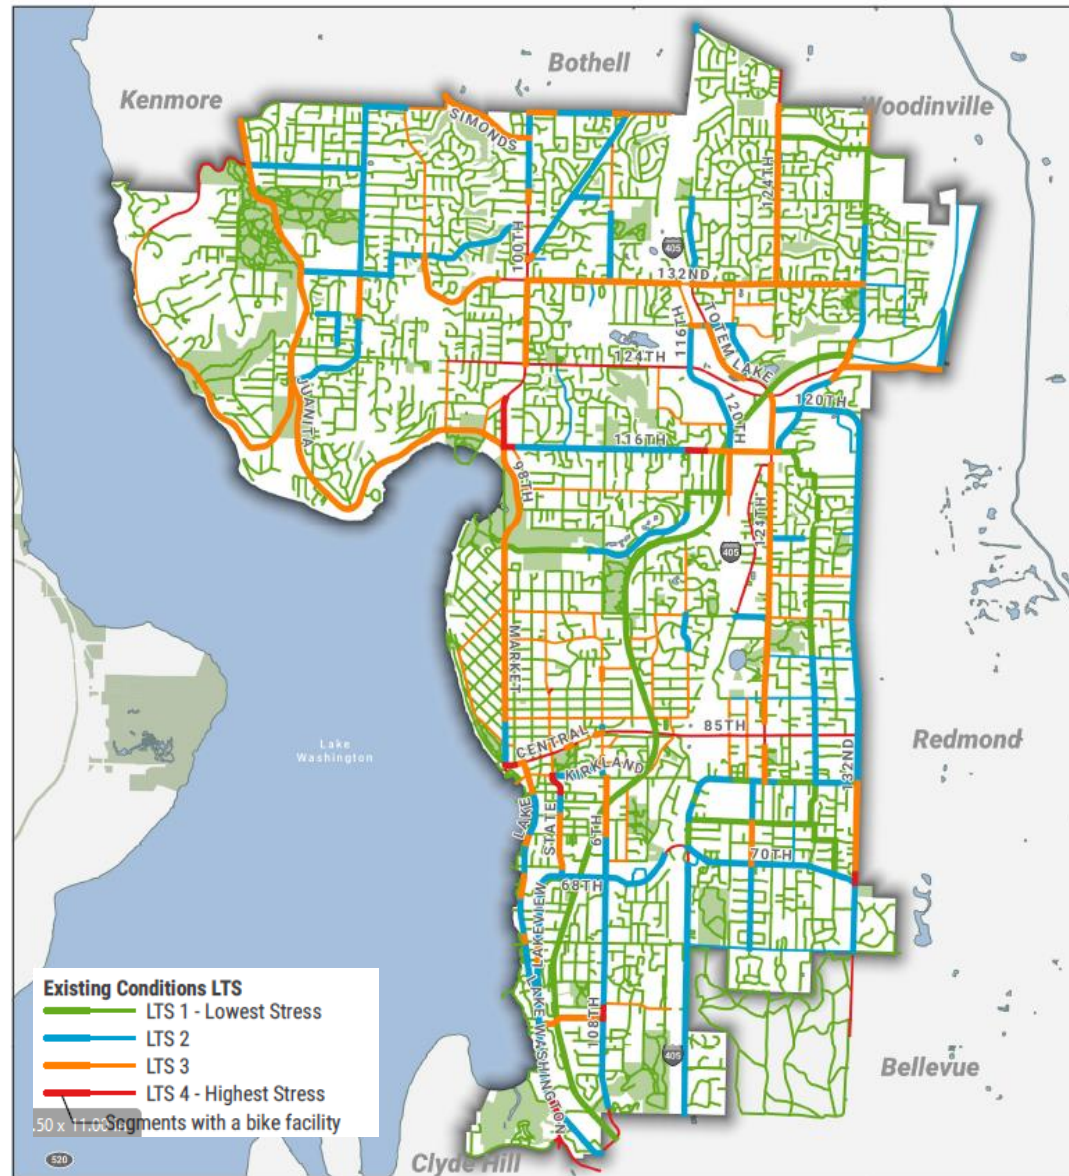 Bothell
Kenmore
Woodinville
SIMONDS
124TH
100TH
405
132ND
116TH
TOTEM LAKE
124TH
JUANITA
120TH
120TH
116TH
98TH
124TH
405
MARKET
85TH
CENTRAL
Lake
Washington
Redmond
132ND
KIRKLAND
LAKE
STATE
6TH
70TH
68TH
LAKEVIEW
LAKE WASHINGTON
108TH
405
Bellevue
Existing Conditions LTS
LTS 1 - Lowest Stress
LTS 2
LTS 3
LTS 4 - Highest Stress
Segments with a bike facility
.50 x 11.00
520
Clyde Hill